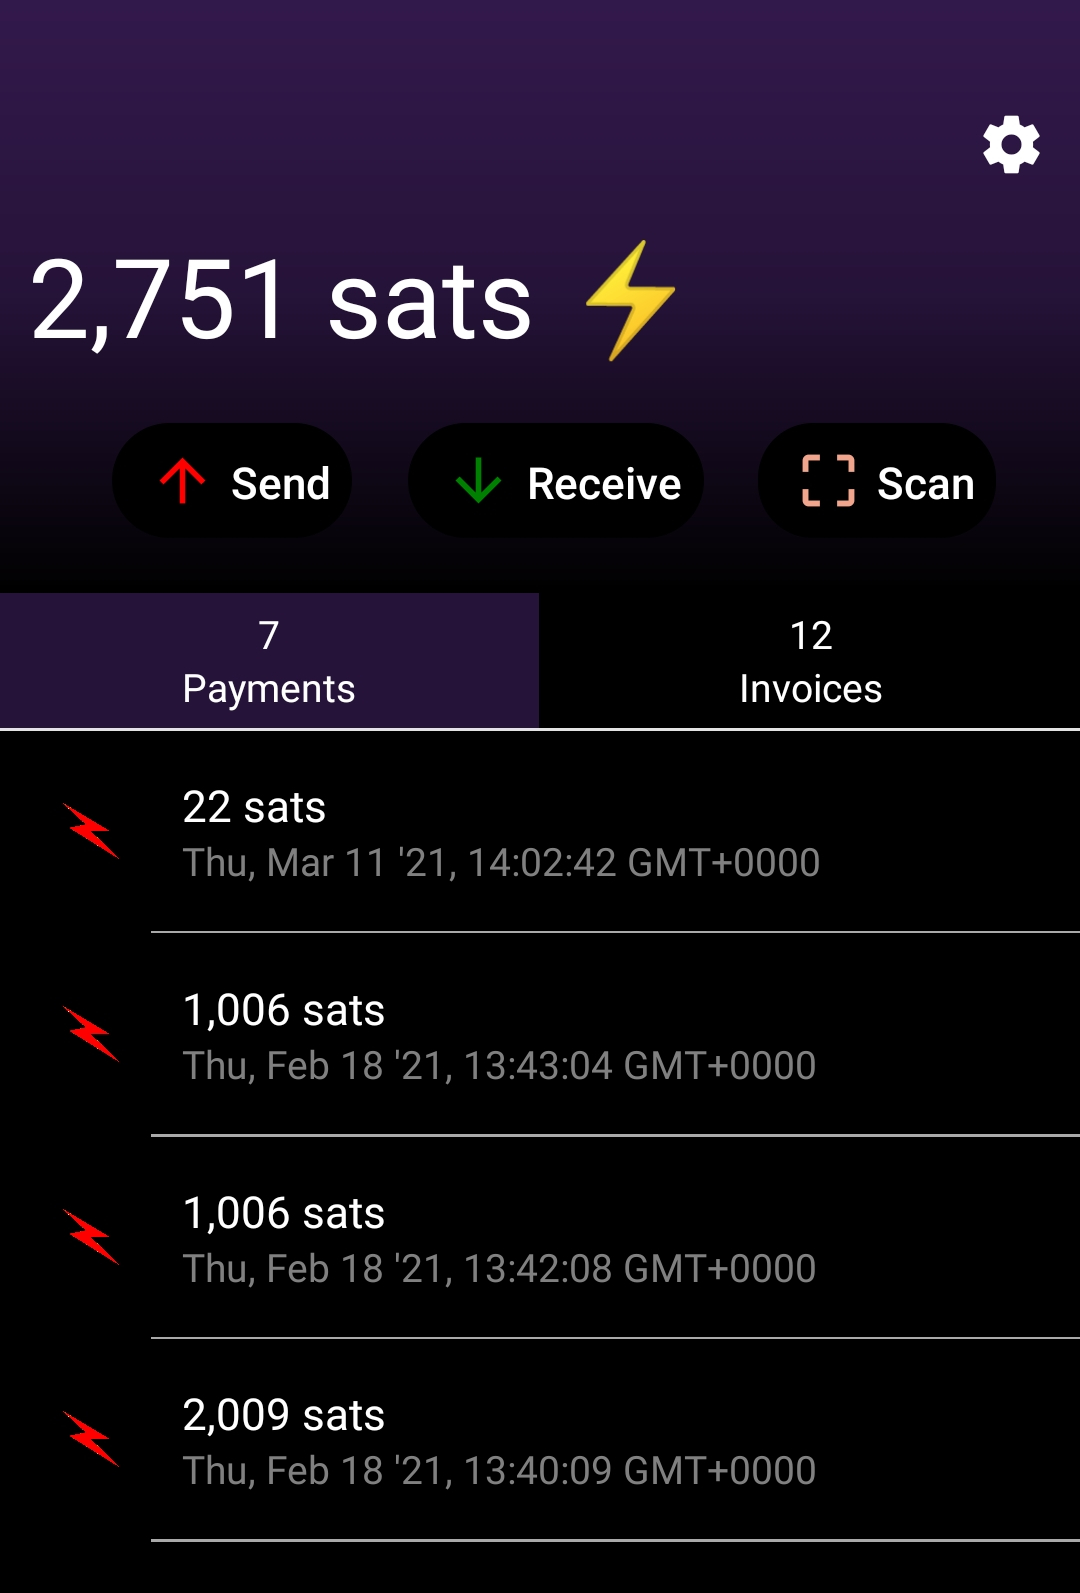 2,751 sats ⚡
Send
Receive
Scan
7
Payments
12
Invoices
22 sats
Thu, Mar 11 '21, 14:02:42 GMT+0000
1,006 sats
Thu, Feb 18 '21, 13:43:04 GMT+0000
1,006 sats
Thu, Feb 18 '21, 13:42:08 GMT+0000
2,009 sats
Thu, Feb 18 '21, 13:40:09 GMT+0000